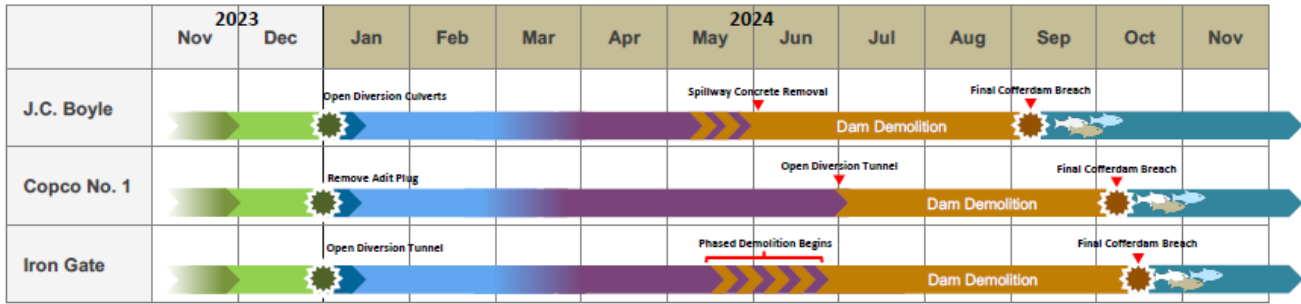 2023 2024
Nov Dec Jan Feb Mar Apr May Jun Jul Aug Sep Oct Nov
J.C. Boyle
Open Diversion Culverts Spillway Concrete Removal Final Cofferdam Breach
Dam Demolition
Copco No. 1
Remove Adit Plug Open Diversion Tunnel Final Cofferdam Breach
Dam Demolition
Iron Gate
Open Diversion Tunnel Phased Demolition Begins Final Cofferdam Breach
Dam Demolition